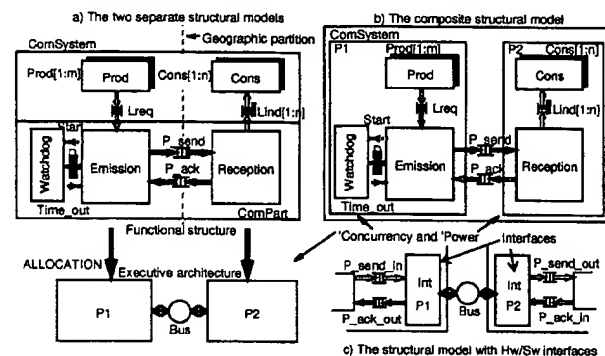 a) The two separate structural models
Geographic partition
ComSystem
Prod[1:m]
Cons[1:n]
Prod
Cons
Lreq
Lind[1:n]
Start
Watchdog
Emission
P_send
P_ack
Reception
Time_out
ComPart
Functional structure
ALLOCATION
Executive architecture
P1
Bus
P2
b) The composite structural model
ComSystem
P1
Prod[1:m]
P2
Cons[1:n]
Prod
Cons
Lreq
Lind[1:n]
Start
Watchdog
Emission
P_send
P_ack
Reception
Time_out
'Concurrency and 'Power
Interfaces
P_send_in
Int
P1
P_ack_out
Bus
Int
P2
P_send_out
P_ack_in
c) The structural model with Hw/Sw interfaces